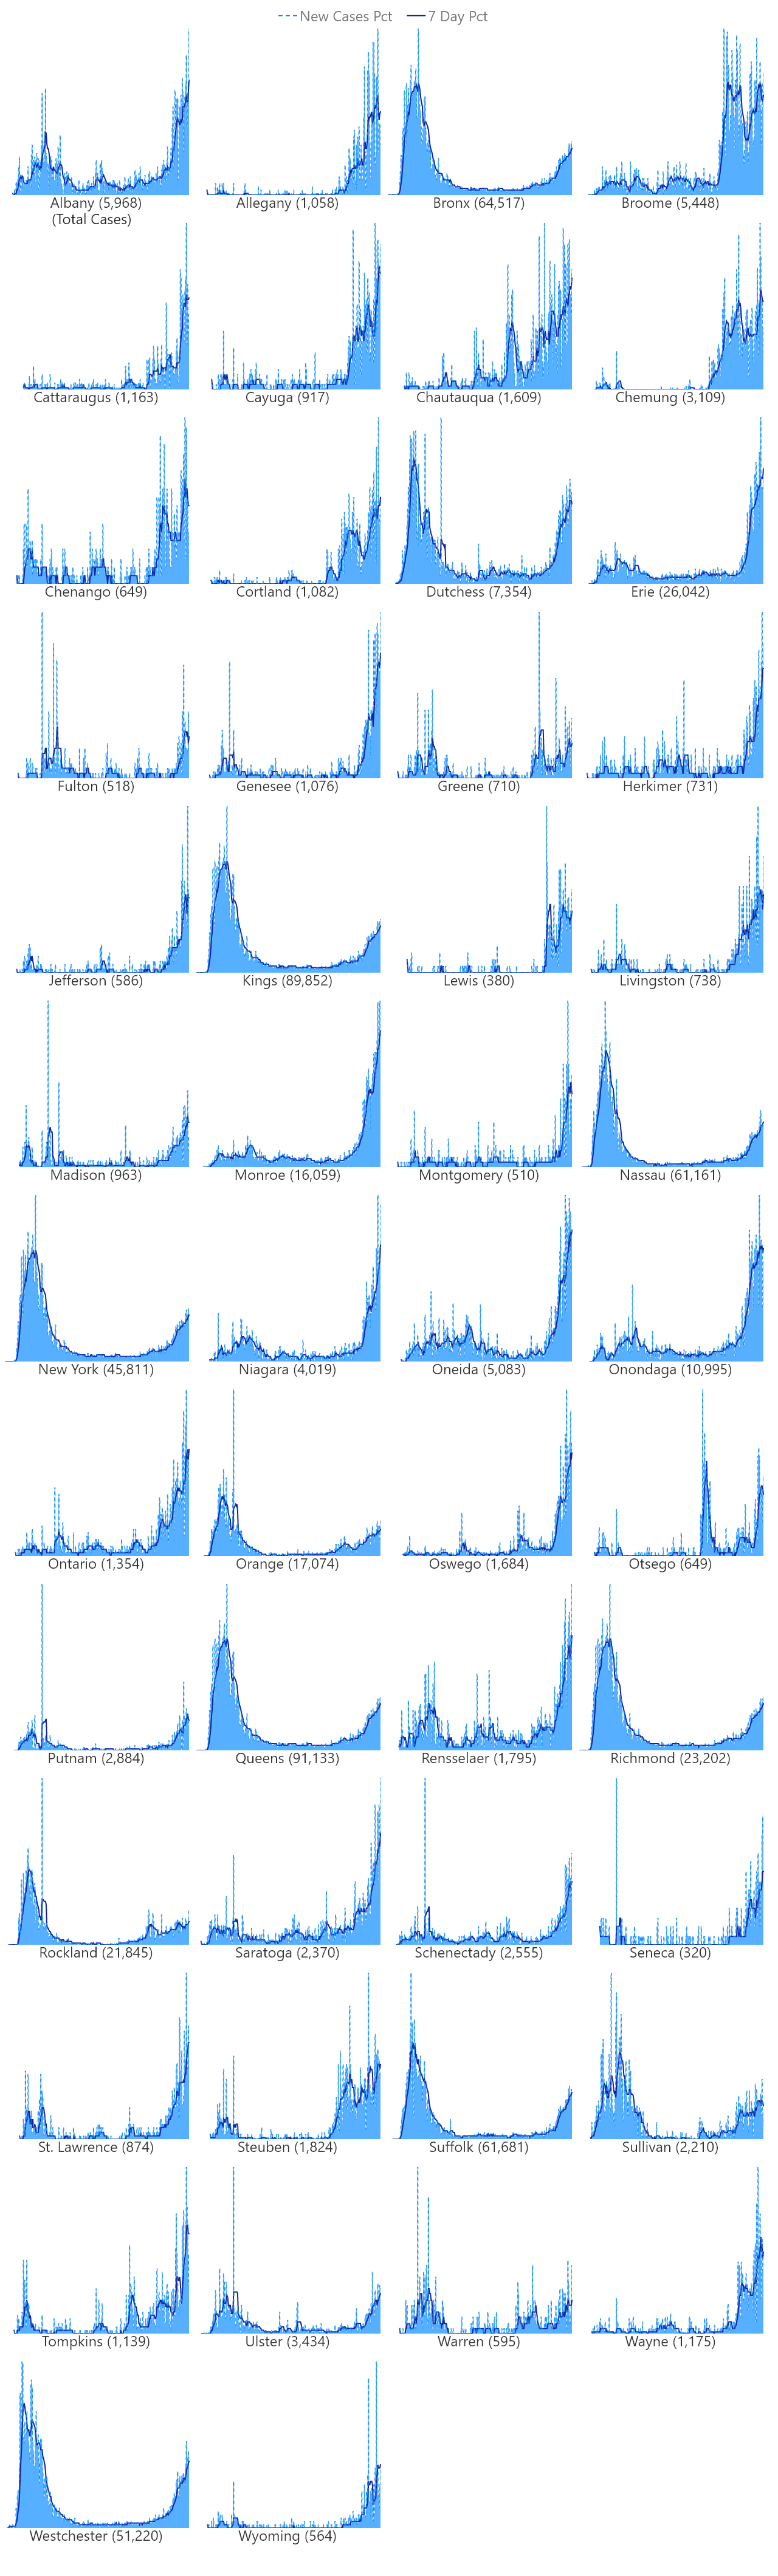 New Cases Pct 7 Day Pct
Albany (5,968) Allegany (1,058) Bronx (64,517) Broome (5,448)
(Total Cases)
Cattaraugus (1,163) Cayuga (917) Chautauqua (1,609) Chemung (3,109)
Chenango (649) Cortland (1,082) Dutchess (7,354) Erie (26,042)
Fulton (518) Genesee (1,076) Greene (710) Herkimer (731)
Jefferson (586) Kings (89,852) Lewis (380) Livingston (738)
Madison (963) Monroe (16,059) Montgomery (510) Nassau (61,161)
New York (45,811) Niagara (4,019) Oneida (5,083) Onondaga (10,995)
Ontario (1,354) Orange (17,074) Oswego (1,684) Otsego (649)
Putnam (2,884) Queens (91,133) Rensselaer (1,795) Richmond (23,202)
Rockland (21,845) Saratoga (2,370) Schenectady (2,555) Seneca (320)
St. Lawrence (874) Steuben (1,824) Suffolk (61,681) Sullivan (2,210)
Tompkins (1,139) Ulster (3,434) Warren (595) Wayne (1,175)
Westchester (51,220) Wyoming (564)